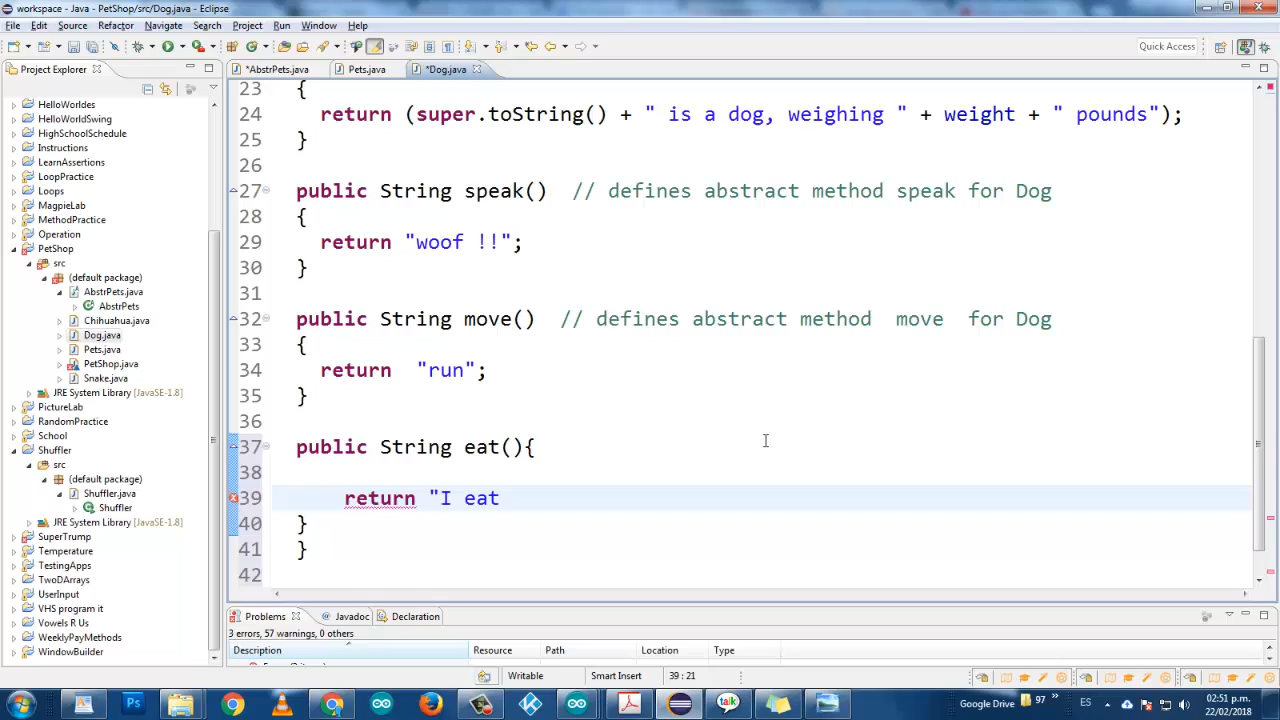 workspace - Java - PetShop/src/Dog.java - Eclipse
File Edit Source Refactor Navigate Search Project Run Window Help
Quick Access
Project Explorer
*AbstrPets.java Pets.java *Dog.java
HelloWorldes
HelloWorldSwing
HighSchoolSchedule
Instructions
LearnAssertions
LoopPractice
Loops
MagpieLab
MethodPractice
Operation
PetShop
src
(default package)
AbstrPets.java
AbstrPets
Chihuahua.java
Dog.java
Pets.java
PetShop.java
Snake.java
JRE System Library [JavaSE-1.8]
PictureLab
RandomPractice
School
Shuffler
src
(default package)
Shuffler.java
Shuffler
JRE System Library [JavaSE-1.8]
SuperTrump
Temperature
TestingApps
TwoDArrays
UserInput
VHS program it
Vowels R Us
WeeklyPayMethods
WindowBuilder
23 {
24 return (super.toString() + " is a dog, weighing " + weight + " pounds");
25 }
26
27 public String speak() // defines abstract method speak for Dog
28 {
29 return "woof !!";
30 }
31
32 public String move() // defines abstract method move for Dog
33 {
34 return "run";
35 }
36
37 public String eat(){
38
39 return "I eat
40 }
41 }
42
Problems Javadoc Declaration
3 errors, 57 warnings, 0 others
Description Resource Path Location Type
Writable Smart Insert 39 : 21
Ps talk Google Drive 97 » ES 02:51 p.m.
22/02/2018